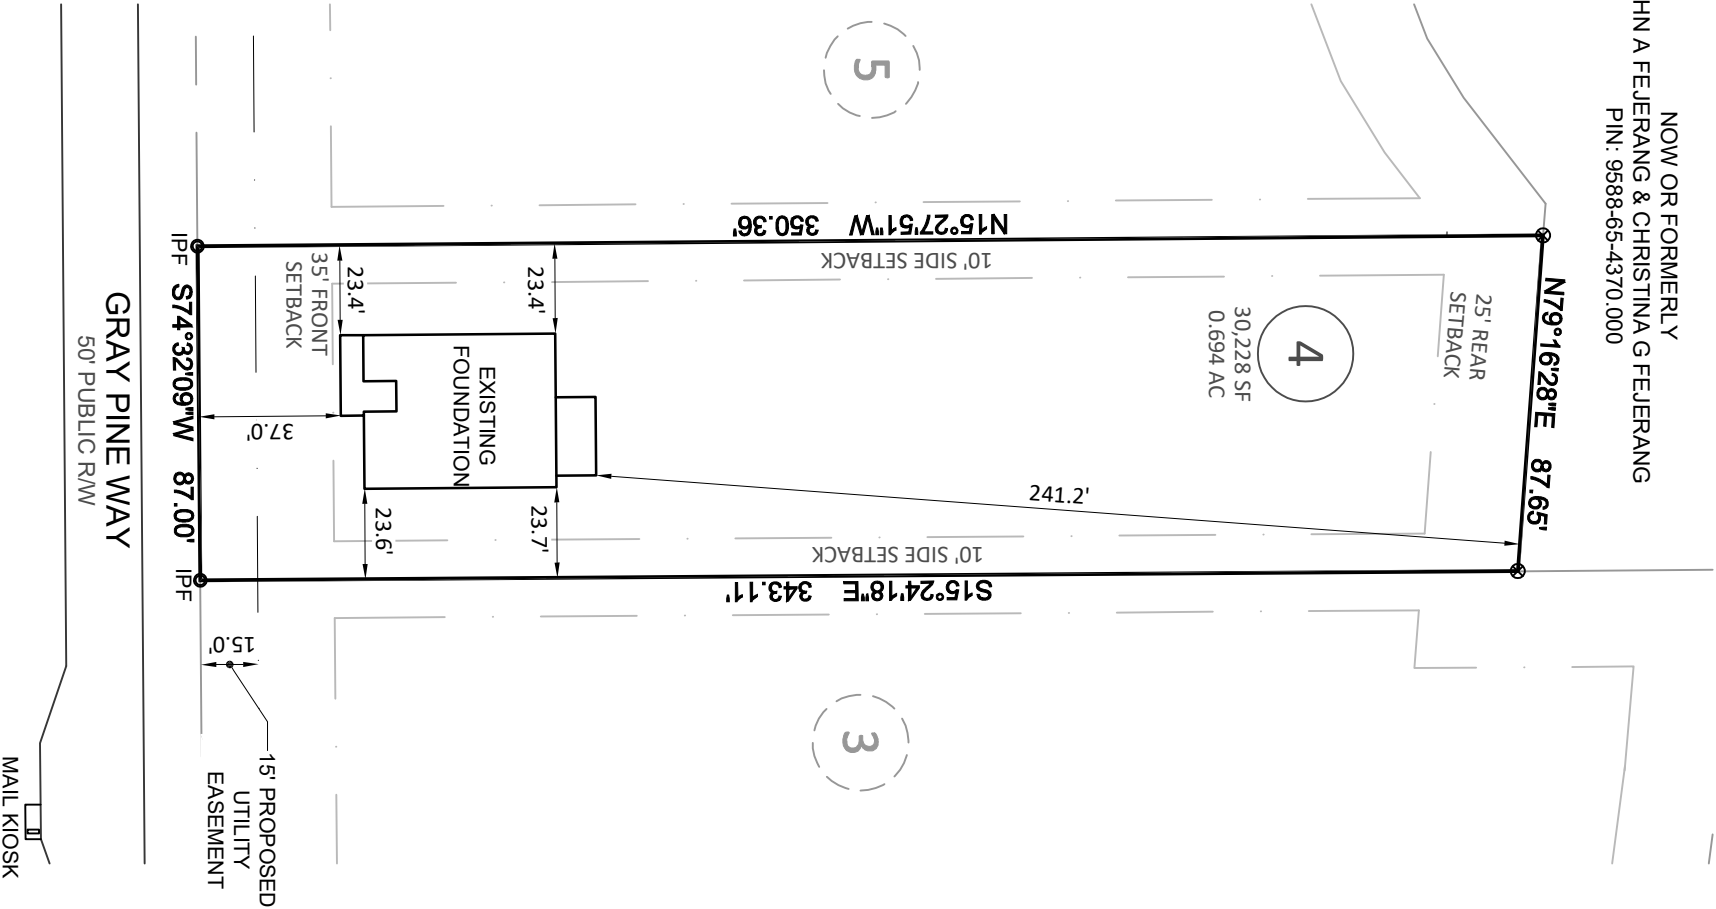 NOW OR FORMERLY
HN A FEJERANG & CHRISTINA G FEJERANG
PIN: 9588-65-4370.000
N79°16'28"E 87.65'
25' REAR
SETBACK
4
30,228 SF
0.694 AC
5
N15°27'51"W 350.36'
10' SIDE SETBACK
241.2'
10' SIDE SETBACK
S15°24'18"E 343.11'
3
23.4'
23.7'
EXISTING
FOUNDATION
23.4'
23.6'
35' FRONT
SETBACK
37.0'
IPF
S74°32'09"W 87.00'
IPF
15.0'
15' PROPOSED
UTILITY
EASEMENT
GRAY PINE WAY
50' PUBLIC R/W
MAIL KIOSK